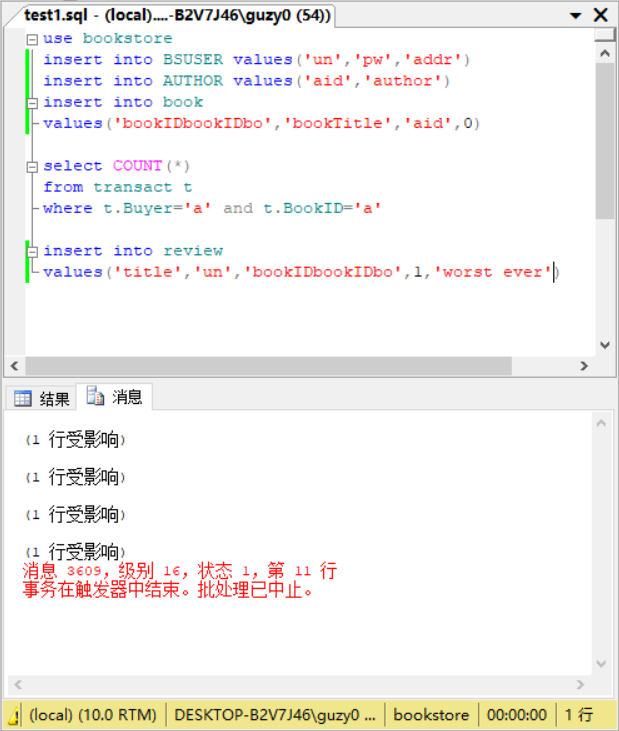 test1.sql - (local)....-B2V7J46\guzy0 (54))
use bookstore
insert into BSUSER values('un','pw','addr')
insert into AUTHOR values('aid','author')
insert into book
values('bookIDbookIDbo','bookTitle','aid',0)
select COUNT(*)
from transact t
where t.Buyer='a' and t.BookID='a'
insert into review
values('title','un','bookIDbookIDbo',1,'worst ever')
结果 消息
(1 行受影响)
(1 行受影响)
(1 行受影响)
(1 行受影响)
消息 3609，级别 16，状态 1，第 11 行
事务在触发器中结束。批处理已中止。
(local) (10.0 RTM) DESKTOP-B2V7J46\guzy0 ... bookstore 00:00:00 1 行